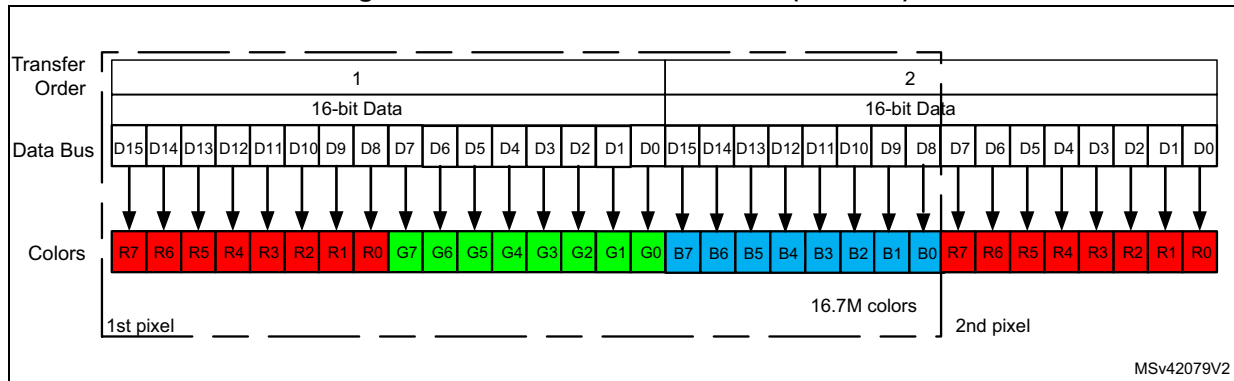 Transfer
Order
1 2
16-bit Data 16-bit Data
Data Bus D15 D14 D13 D12 D11 D10 D9 D8 D7 D6 D5 D4 D3 D2 D1 D0 D15 D14 D13 D12 D11 D10 D9 D8 D7 D6 D5 D4 D3 D2 D1 D0
Colors R7 R6 R5 R4 R3 R2 R1 R0 G7 G6 G5 G4 G3 G2 G1 G0 B7 B6 B5 B4 B3 B2 B1 B0 R7 R6 R5 R4 R3 R2 R1 R0
16.7M colors
1st pixel 2nd pixel
MSv42079V2